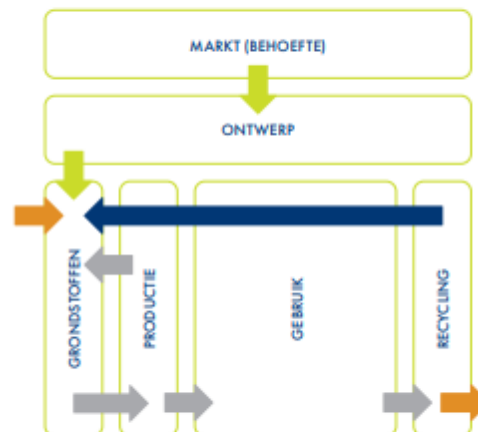 MARKT (BEHOEFTE)
ONTWERP
GRONDSTOFFEN
PRODUCTIE
GEBRUIK
RECYCLING